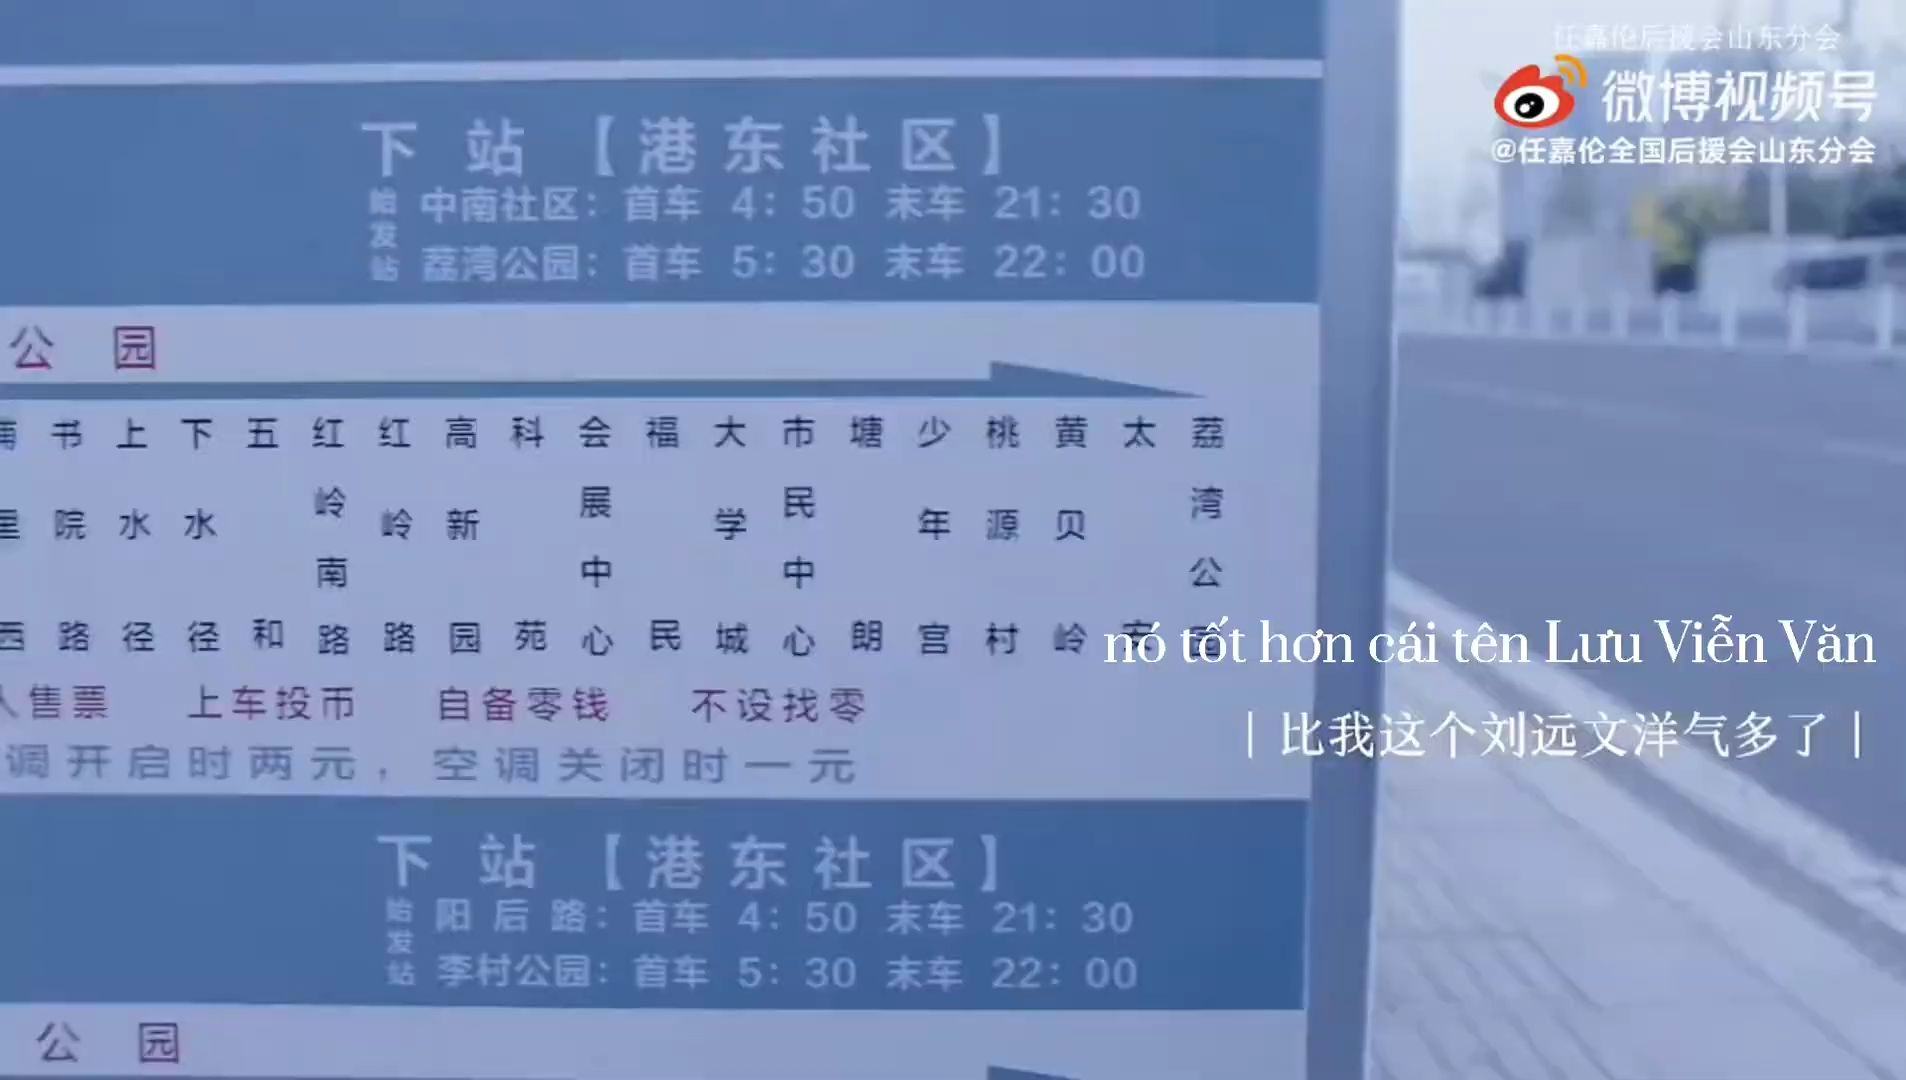 任嘉伦后援会山东分会
微博视频号
@任嘉伦全国后援会山东分会
下 站 【港东社区】
始发站
中南社区：首车 4：50 末车 21：30
荔湾公园：首车 5：30 末车 22：00
公 园
书院路
上水径
下水径
五和
红岭南路
红岭路
高新园
科苑
会展中心
福民
大学城
市民中心
塘朗
少年宫
桃源村
黄贝岭
太安
荔湾公园
人售票 上车投币 自备零钱 不设找零
调开启时两元，空调关闭时一元
nó tốt hơn cái tên Lưu Viễn Văn
｜比我这个刘远文洋气多了｜
下 站 【港东社区】
始发站
阳 后 路：首车 4：50 末车 21：30
李村公园：首车 5：30 末车 22：00
公 园